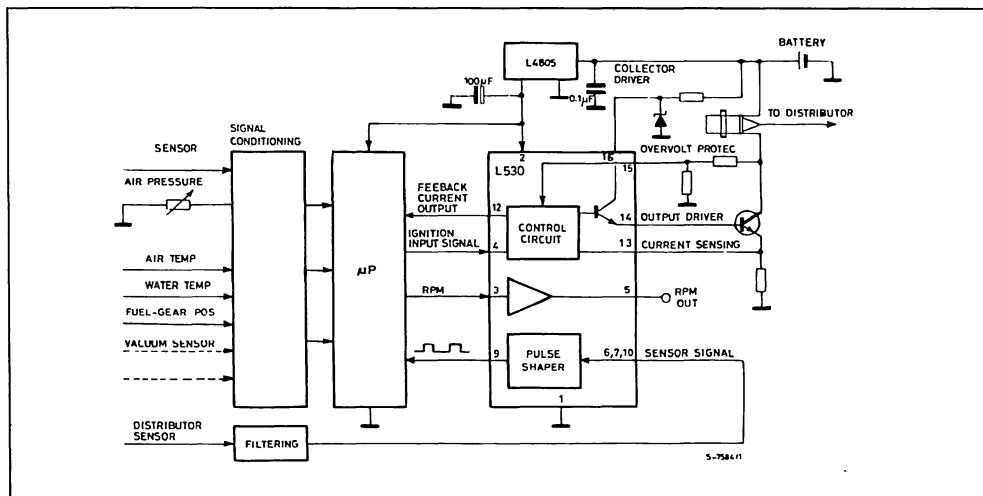 BATTERY
L4805
COLLECTOR
DRIVER
100µF
0.1µF
TO DISTRIBUTOR
SIGNAL
CONDITIONING
SENSOR
OVERVOLT PROTEC
2
16
15
L530
AIR PRESSURE
FEEBACK
CURRENT
OUTPUT
12
14
OUTPUT DRIVER
CONTROL
CIRCUIT
IGNITION
INPUT SIGNAL
4
13
CURRENT SENSING
µP
AIR TEMP
WATER TEMP
RPM
3
5
RPM
OUT
FUEL-GEAR POS
VACUUM SENSOR
9
PULSE
SHAPER
6,7,10
SENSOR SIGNAL
1
DISTRIBUTOR
SENSOR
FILTERING
S-7584/1